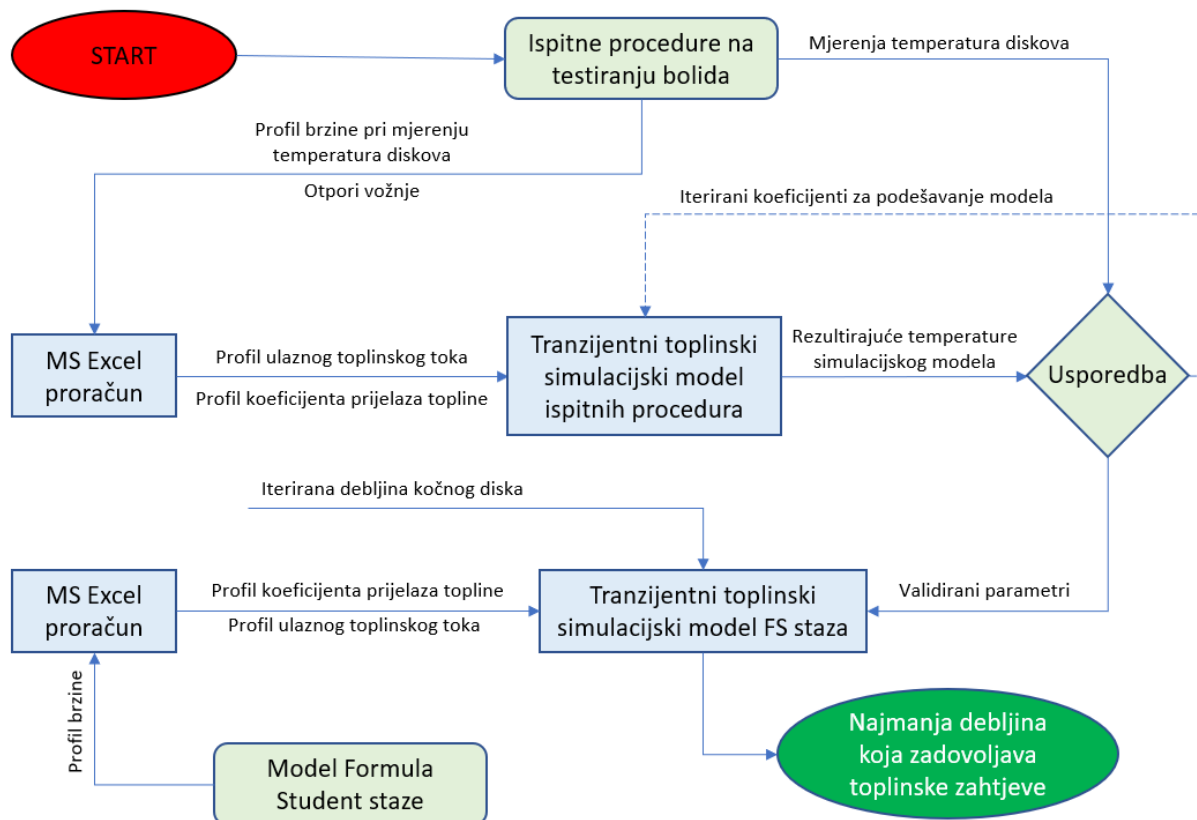 START
Ispitne procedure na
testiranju bolida
Mjerenja temperatura diskova
Profil brzine pri mjerenju
temperatura diskova
Otpori vožnje
Iterirani koeficijenti za podešavanje modela
MS Excel
proračun
Profil ulaznog toplinskog toka
Profil koeficijenta prijelaza topline
Tranzijentni toplinski
simulacijski model
ispitnih procedura
Rezultirajuće temperature
simulacijskog modela
Usporedba
Iterirana debljina kočnog diska
MS Excel
proračun
Profil koeficijenta prijelaza topline
Profil ulaznog toplinskog toka
Tranzijentni toplinski
simulacijski model FS staza
Validirani parametri
Profil brzine
Model Formula
Student staze
Najmanja debljina
koja zadovoljava
toplinske zahtjeve